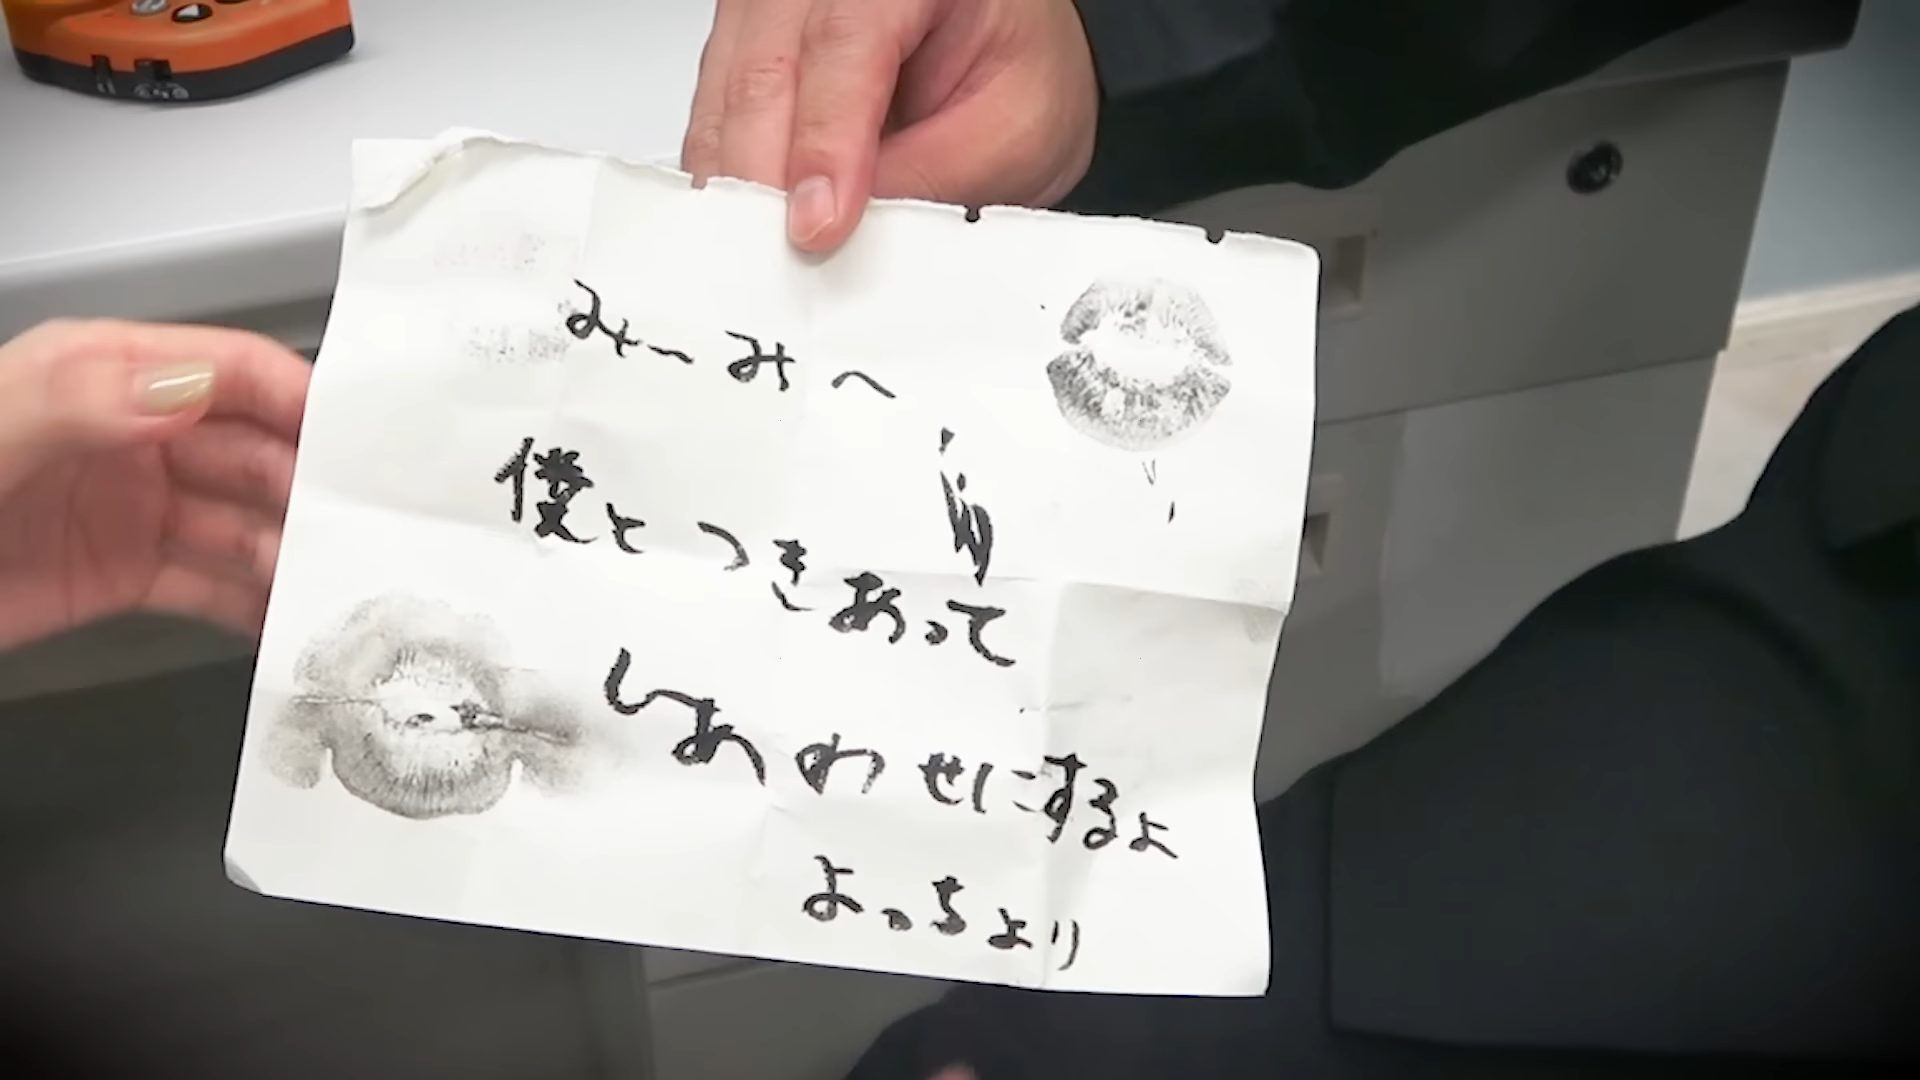 みーみへ
僕とつきあって
しあわせにするよ
よっちより